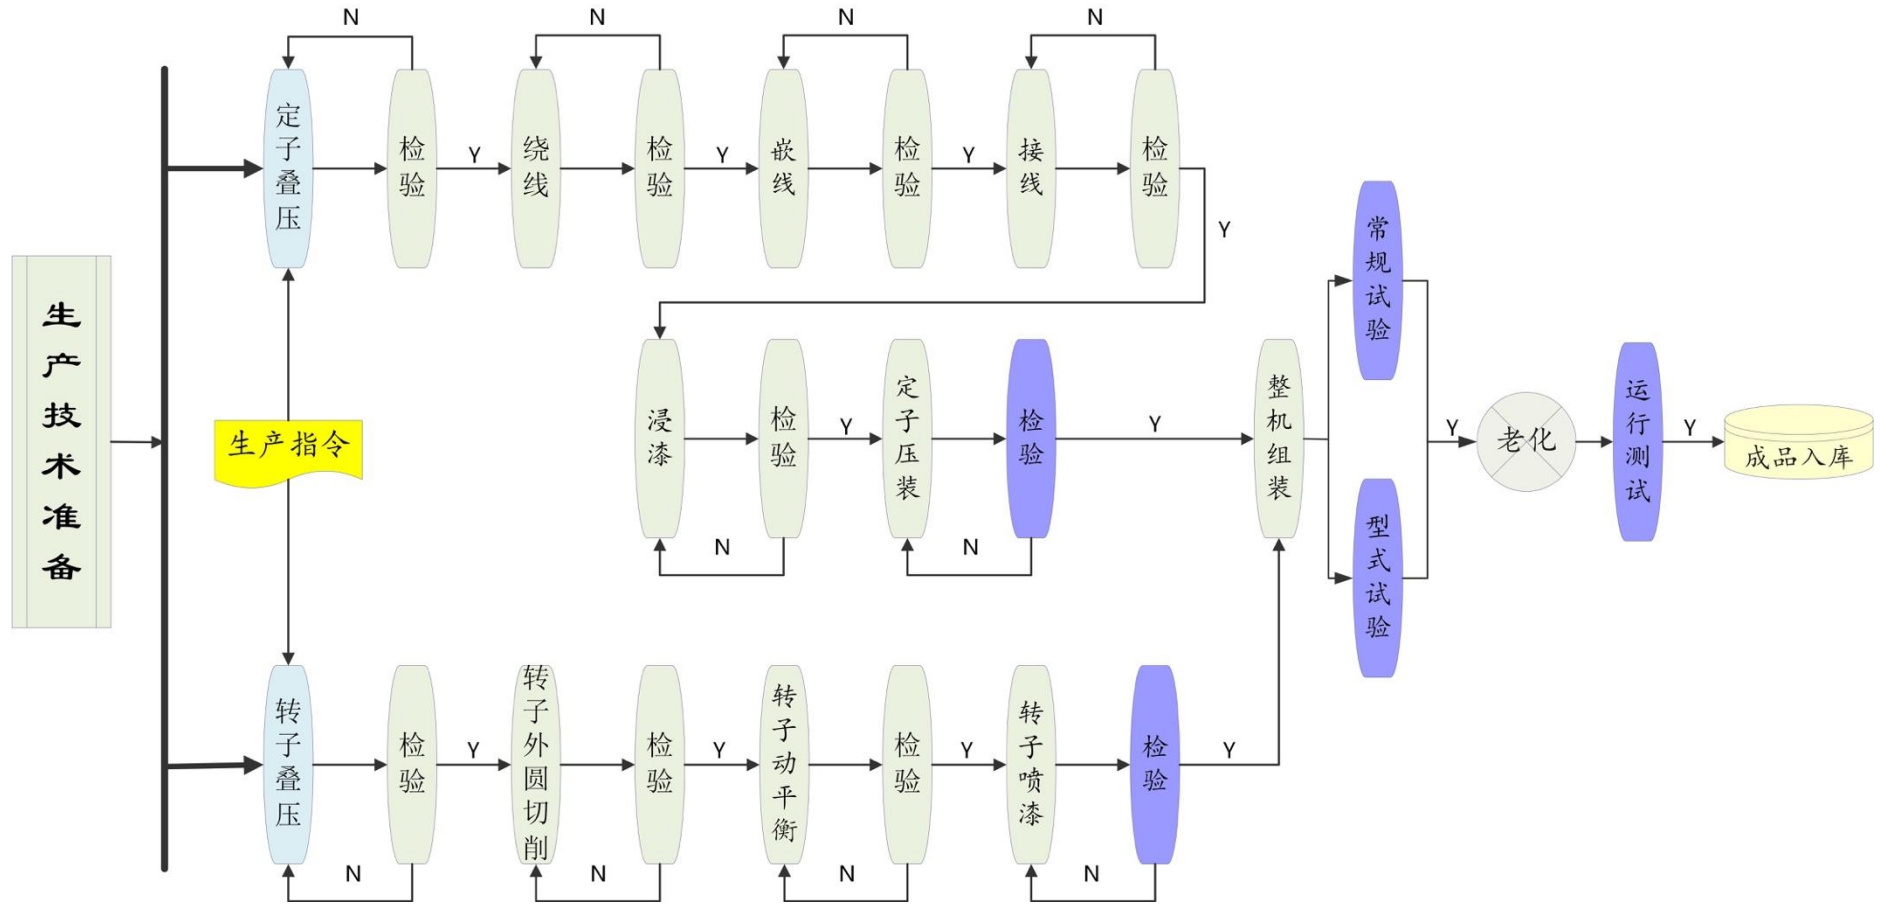 生产技术准备
生产指令
定子叠压
N
检验
Y
绕线
N
检验
Y
嵌线
N
检验
Y
接线
N
检验
Y
浸漆
N
检验
Y
定子压装
N
检验
Y
转子叠压
N
检验
Y
转子外圆切削
N
检验
Y
转子动平衡
N
检验
Y
转子喷漆
N
检验
Y
整机组装
常规试验
型式试验
Y
老化
运行测试
Y
成品入库